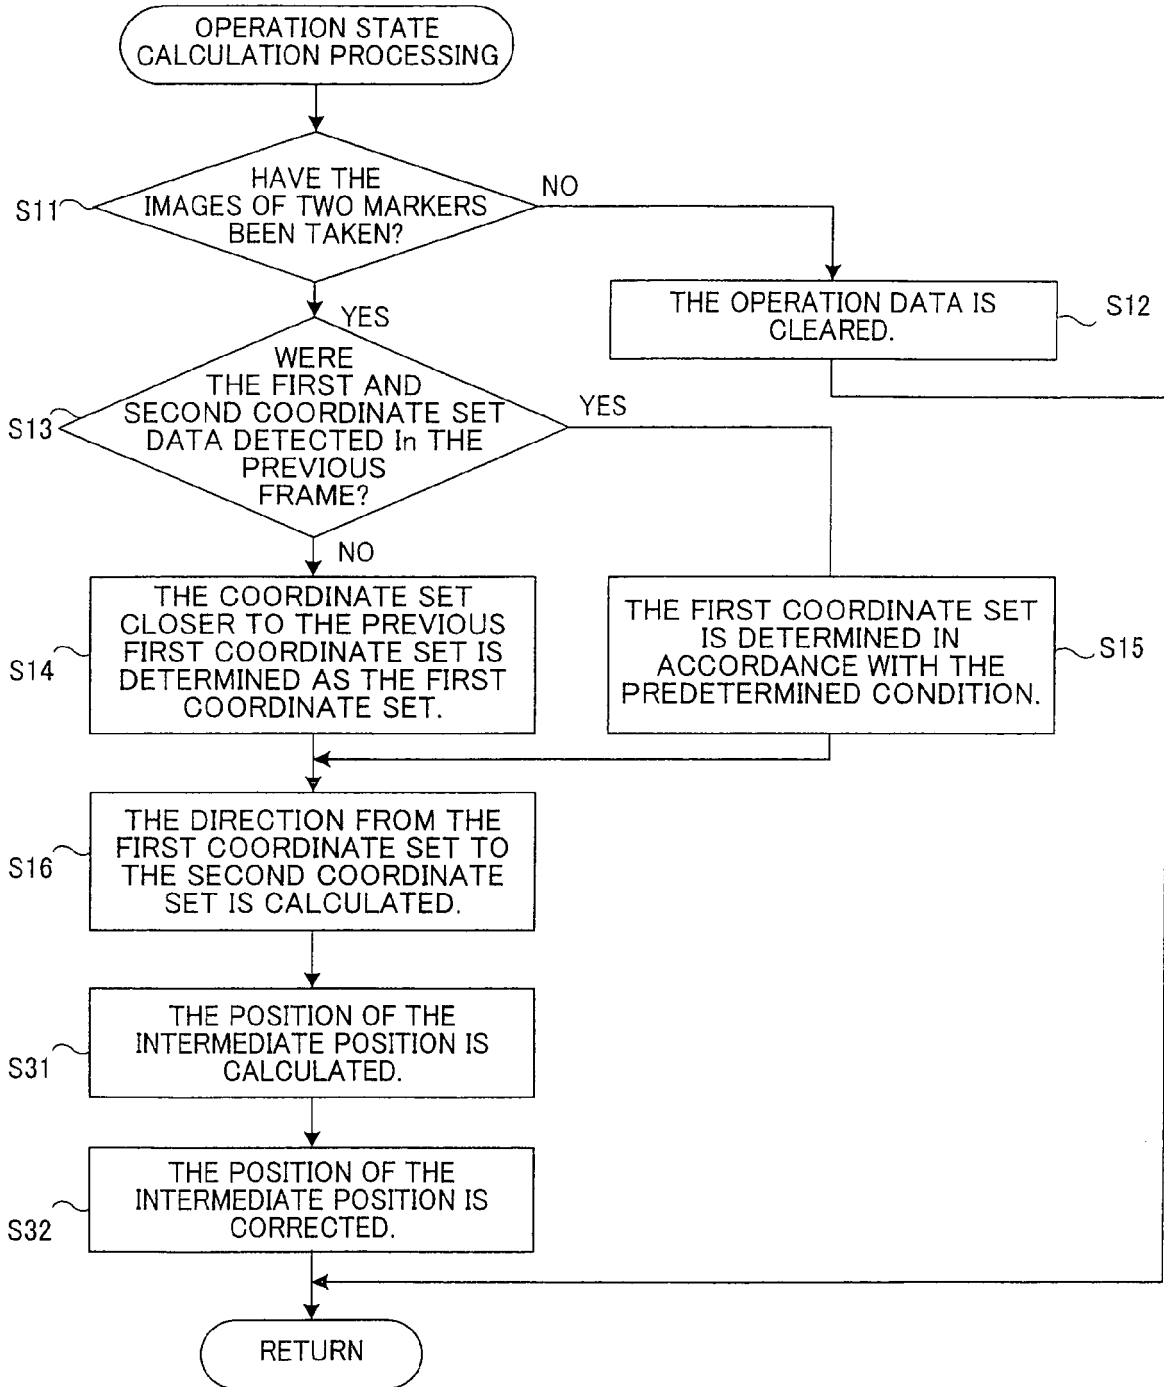 OPERATION STATE
CALCULATION PROCESSING
S11
HAVE THE
IMAGES OF TWO MARKERS
BEEN TAKEN?
NO
THE OPERATION DATA IS
CLEARED.
S12
YES
S13
WERE
THE FIRST AND
SECOND COORDINATE SET
DATA DETECTED In THE
PREVIOUS
FRAME?
YES
NO
S14
THE COORDINATE SET
CLOSER TO THE PREVIOUS
FIRST COORDINATE SET IS
DETERMINED AS THE FIRST
COORDINATE SET.
THE FIRST COORDINATE SET
IS DETERMINED IN
ACCORDANCE WITH THE
PREDETERMINED CONDITION.
S15
S16
THE DIRECTION FROM THE
FIRST COORDINATE SET TO
THE SECOND COORDINATE
SET IS CALCULATED.
S31
THE POSITION OF THE
INTERMEDIATE POSITION IS
CALCULATED.
S32
THE POSITION OF THE
INTERMEDIATE POSITION IS
CORRECTED.
RETURN